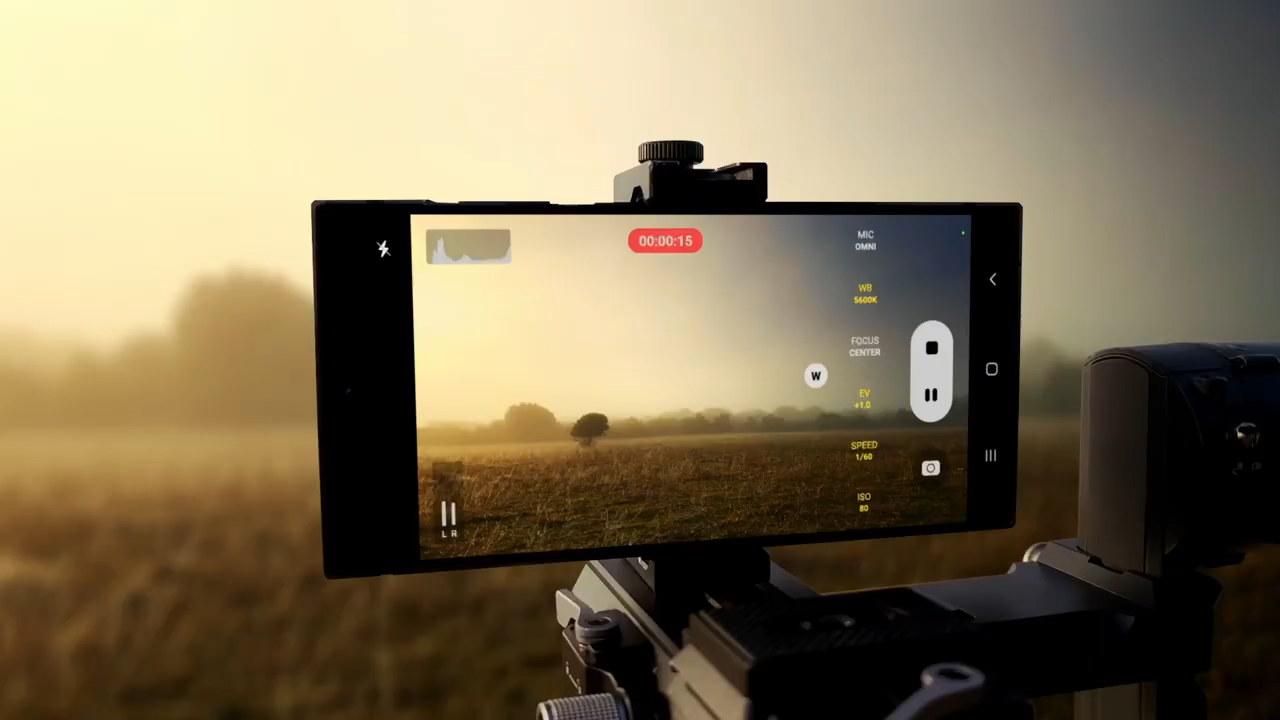 00:00:15
MIC
OMNI
WB
5600K
FOCUS
CENTER
W
EV
+1.0
SPEED
1/60
ISO
80
L R